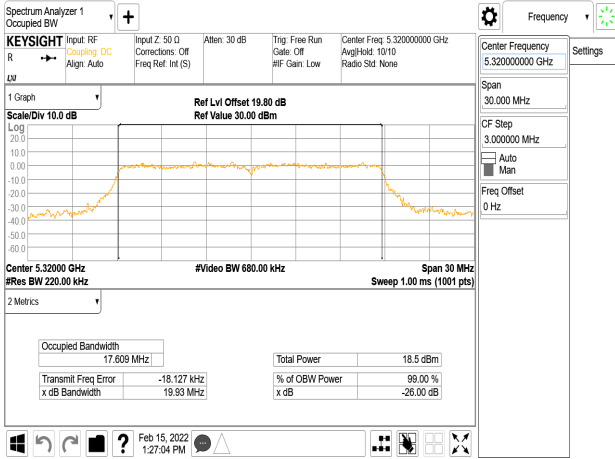 Spectrum Analyzer 1
Occupied BW
+
Frequency
KEYSIGHT
R
LXI
Input: RF
Coupling: DC
Align: Auto
Input Z: 50 Ω
Corrections: Off
Freq Ref: Int (S)
Atten: 30 dB
Trig: Free Run
Gate: Off
#IF Gain: Low
Center Freq: 5.320000000 GHz
Avg|Hold: 10/10
Radio Std: None
Center Frequency
5.320000000 GHz
Settings
Span
30.000 MHz
CF Step
3.000000 MHz
Auto
Man
Freq Offset
0 Hz
1 Graph
Scale/Div 10.0 dB
Ref Lvl Offset 19.80 dB
Ref Value 30.00 dBm
Log
20.0
10.0
0.00
-10.0
-20.0
-30.0
-40.0
-50.0
-60.0
Center 5.32000 GHz
#Res BW 220.00 kHz
#Video BW 680.00 kHz
Span 30 MHz
Sweep 1.00 ms (1001 pts)
2 Metrics
Occupied Bandwidth
17.609 MHz
Transmit Freq Error -18.127 kHz
x dB Bandwidth 19.93 MHz
Total Power 18.5 dBm
% of OBW Power 99.00 %
x dB -26.00 dB
?
Feb 15, 2022
1:27:04 PM